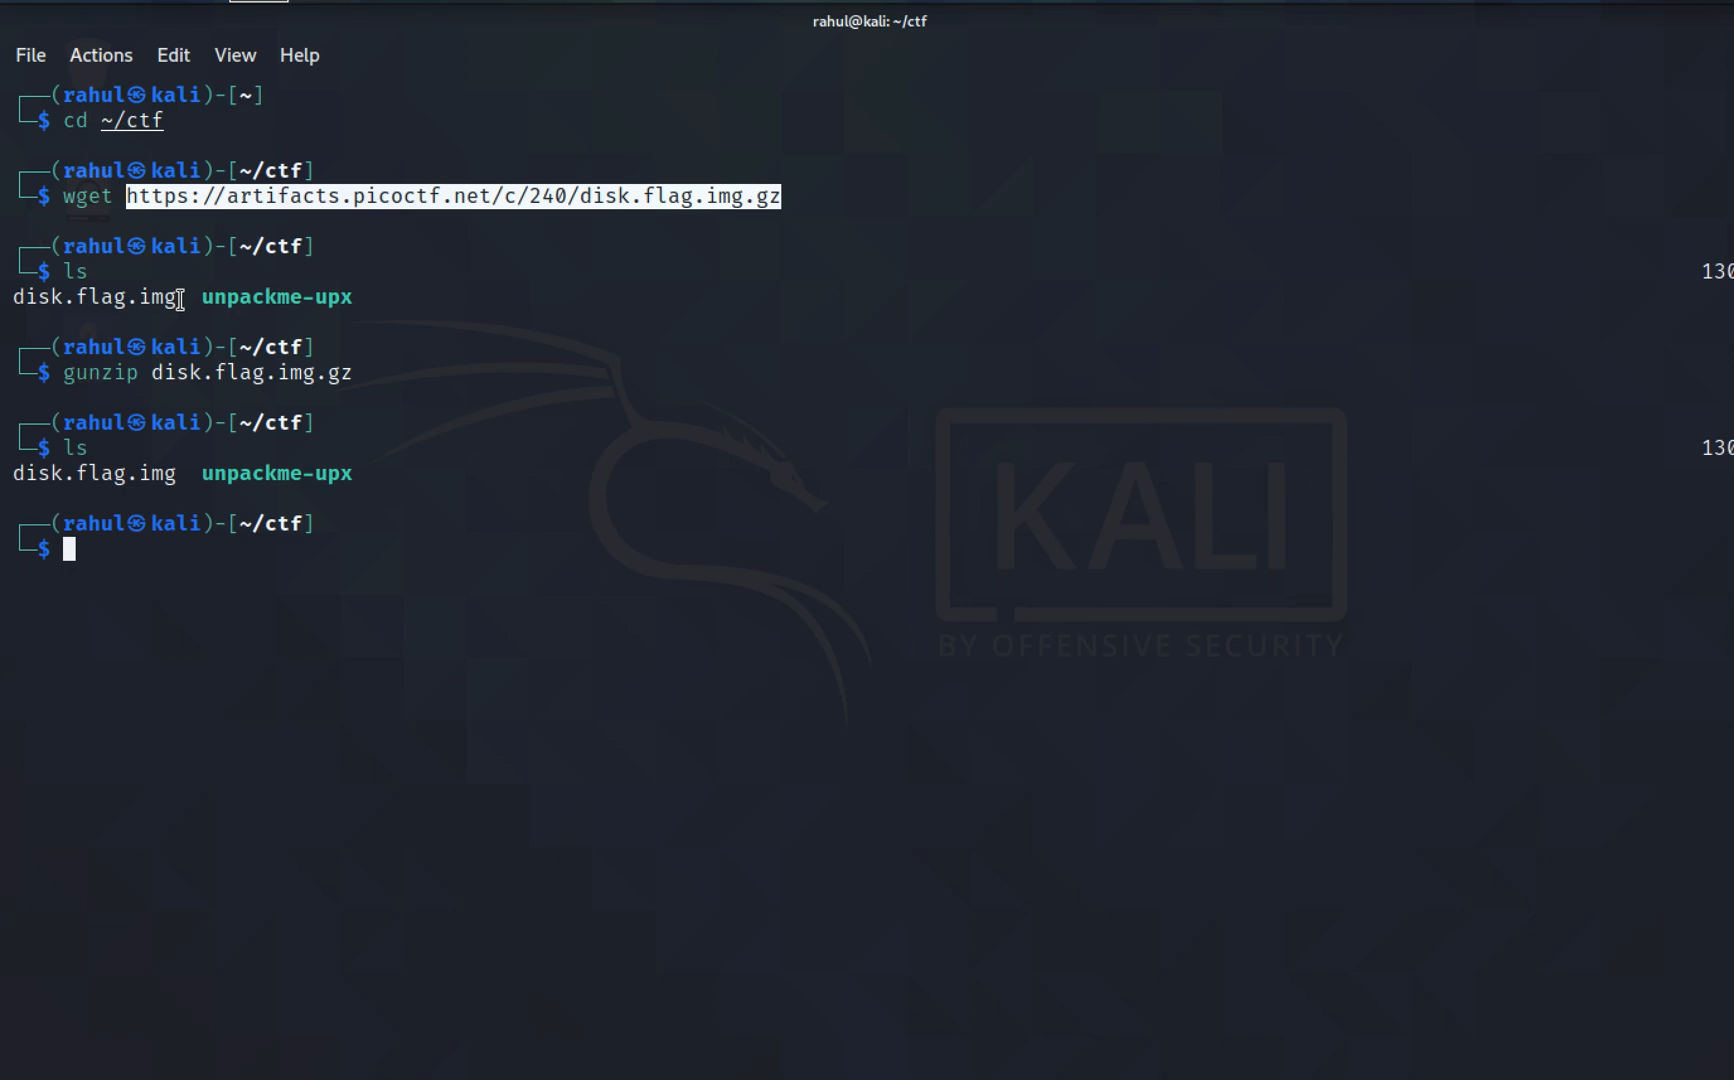 rahul@kali: ~/ctf
File Actions Edit View Help
┌──(rahul㉿kali)-[~]
└─$ cd ~/ctf
┌──(rahul㉿kali)-[~/ctf]
└─$ wget https://artifacts.picoctf.net/c/240/disk.flag.img.gz
┌──(rahul㉿kali)-[~/ctf]
└─$ ls 130
disk.flag.img unpackme-upx
┌──(rahul㉿kali)-[~/ctf]
└─$ gunzip disk.flag.img.gz
┌──(rahul㉿kali)-[~/ctf]
└─$ ls 130
disk.flag.img unpackme-upx
┌──(rahul㉿kali)-[~/ctf]
└─$
KALI
BY OFFENSIVE SECURITY